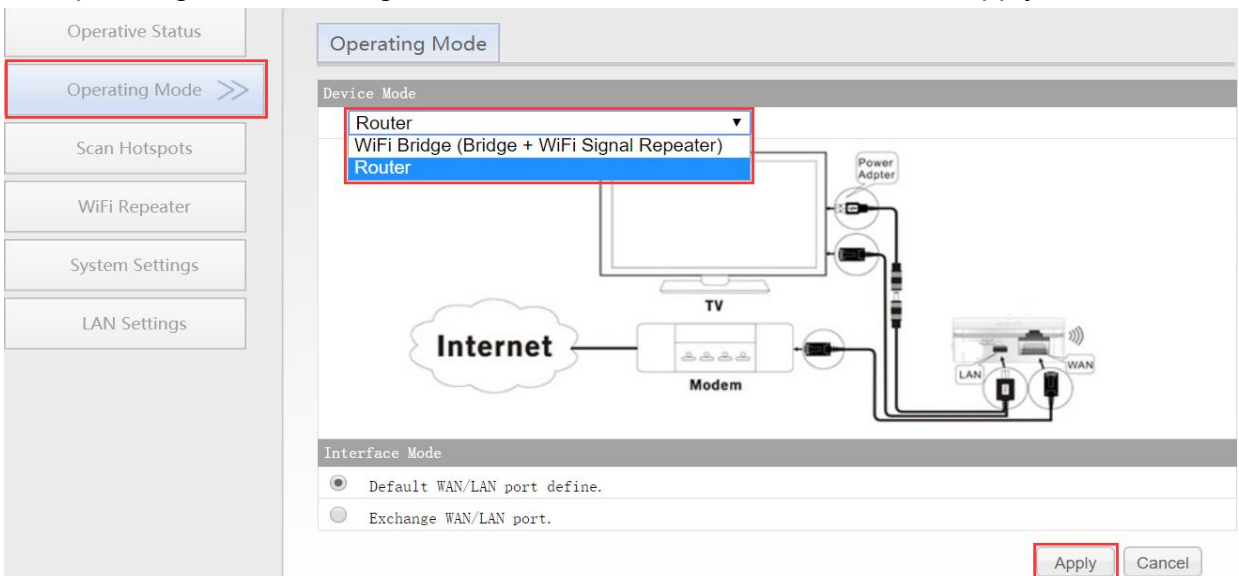 Operative Status
Operating Mode
Scan Hotspots
WiFi Repeater
System Settings
LAN Settings
Operating Mode
Device Mode
Router
WiFi Bridge (Bridge + WiFi Signal Repeater)
Router
Power
Adpter
TV
Internet
Modem
LAN
WAN
Interface Mode
Default WAN/LAN port define.
Exchange WAN/LAN port.
Apply
Cancel